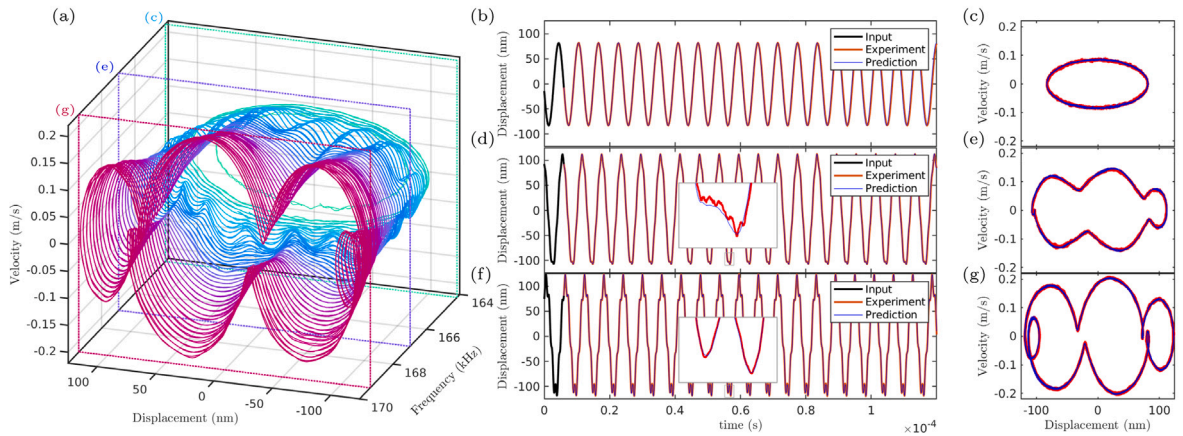 (a)
(c)
(e)
(g)
0.2
0.15
0.1
0.05
0
-0.05
-0.1
-0.15
-0.2
Velocity (m/s)
100
50
0
-50
-100
Displacement (nm)
164
166
168
170
Frequency (kHz)
(b)
Displacement (nm)
100
50
0
-50
-100
Input
Experiment
Prediction
(d)
Displacement (nm)
100
50
0
-50
-100
Input
Experiment
Prediction
(f)
Displacement (nm)
100
50
0
-50
-100
Input
Experiment
Prediction
0
0.2
0.4
0.6
0.8
1
time (s)
×10⁻⁴
(c)
Velocity (m/s)
0.2
0.1
0
-0.1
-0.2
(e)
Velocity (m/s)
0.2
0.1
0
-0.1
0.2
(g)
Velocity (m/s)
0.2
0.1
0
-0.1
-0.2
-100
0
100
Displacement (nm)